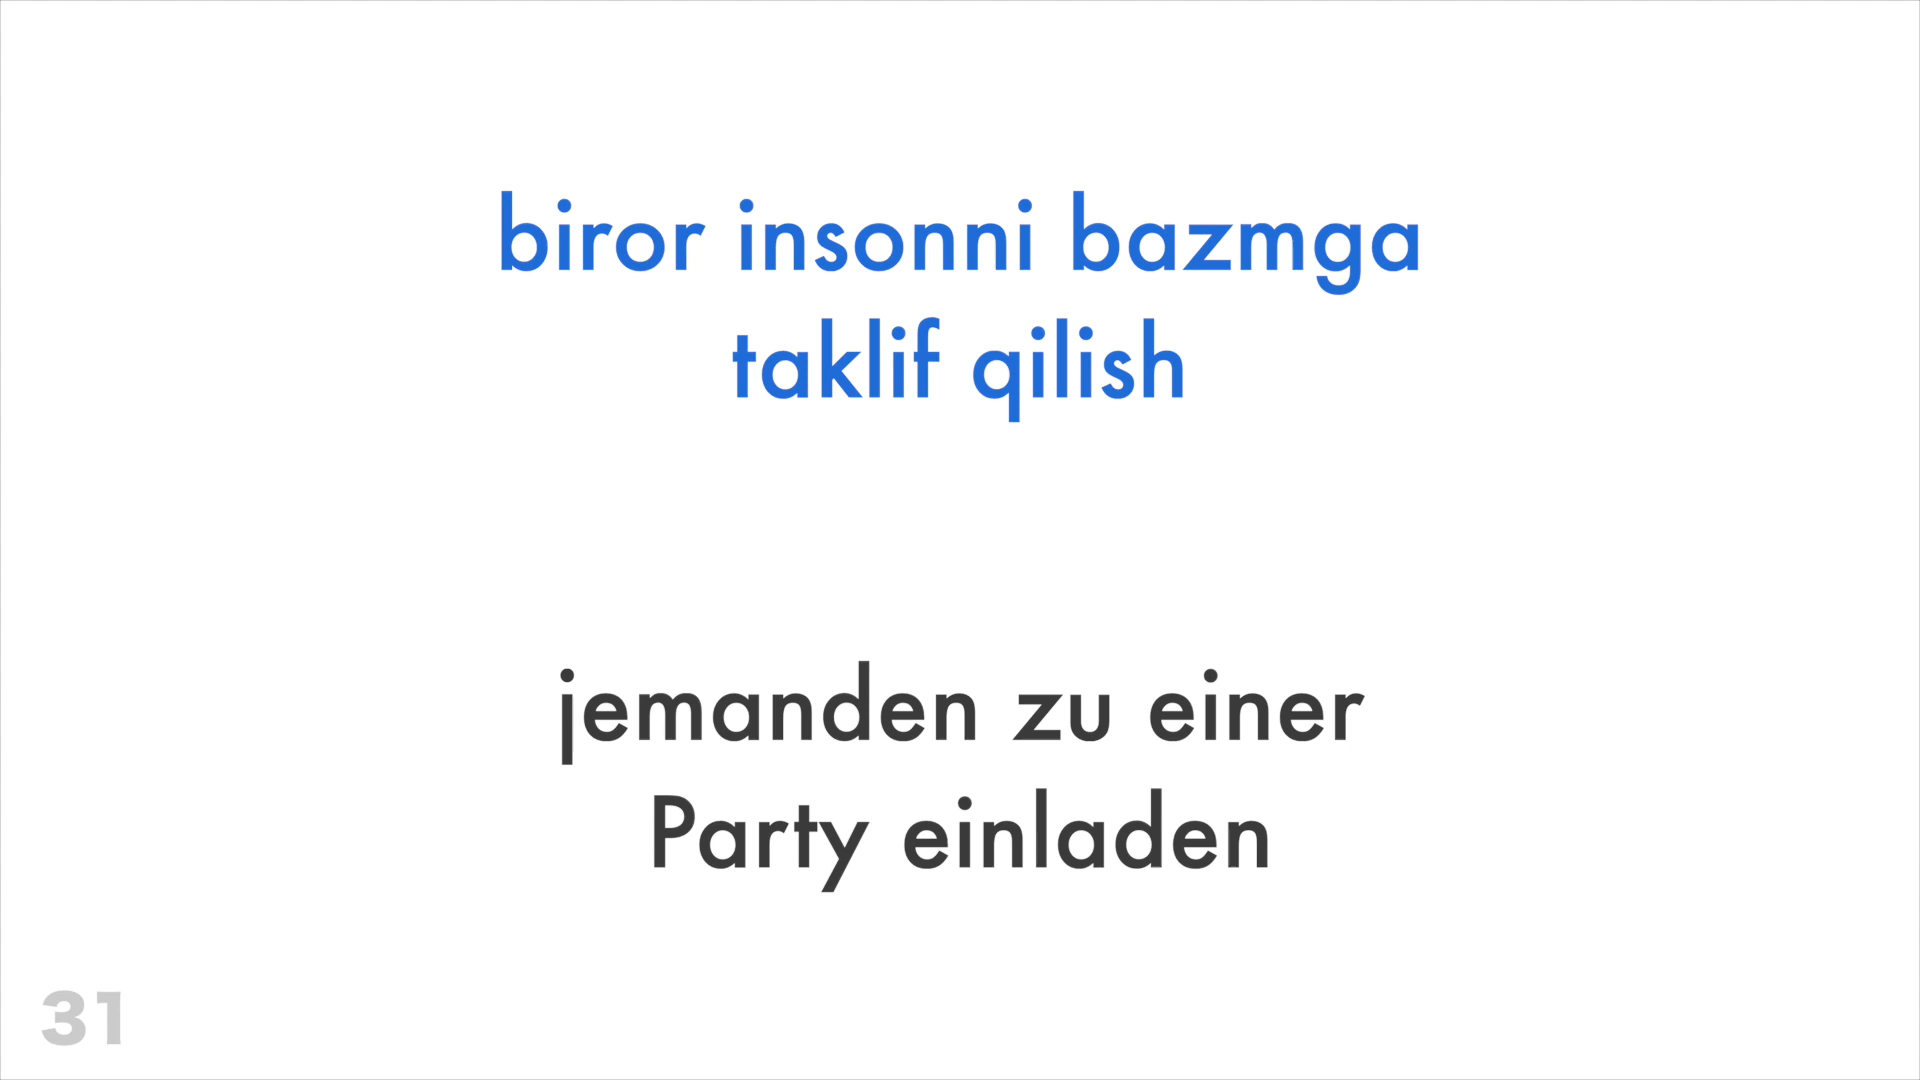 biror insonni bazmga
taklif qilish
jemanden zu einer
Party einladen
31